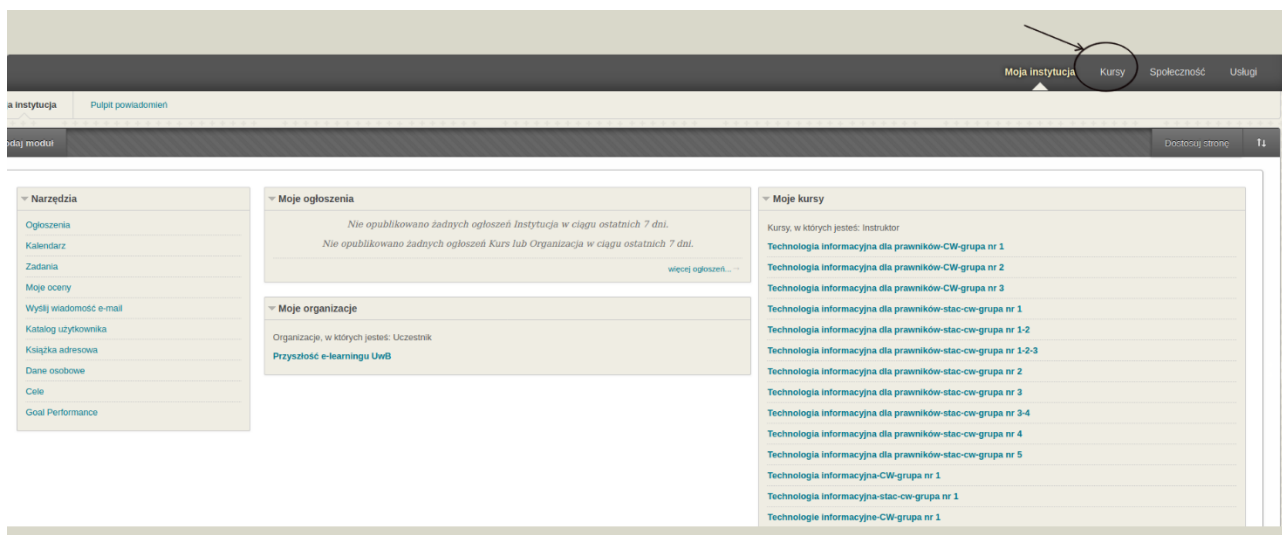 Moja instytucja Kursy Społeczność Usługi
a instytucja Pulpit powiadomień
odaj moduł Dostosuj stronę
Narzędzia
Ogłoszenia
Kalendarz
Zadania
Moje oceny
Wyślij wiadomość e-mail
Katalog użytkownika
Książka adresowa
Dane osobowe
Cele
Goal Performance
Moje ogłoszenia
Nie opublikowano żadnych ogłoszeń Instytucja w ciągu ostatnich 7 dni.
Nie opublikowano żadnych ogłoszeń Kurs lub Organizacja w ciągu ostatnich 7 dni.
więcej ogłoszeń...
Moje organizacje
Organizacje, w których jesteś: Uczestnik
Przyszłość e-learningu UwB
Moje kursy
Kursy, w których jesteś: Instruktor
Technologia informacyjna dla prawników-CW-grupa nr 1
Technologia informacyjna dla prawników-CW-grupa nr 2
Technologia informacyjna dla prawników-CW-grupa nr 3
Technologia informacyjna dla prawników-stac-cw-grupa nr 1
Technologia informacyjna dla prawników-stac-cw-grupa nr 1-2
Technologia informacyjna dla prawników-stac-cw-grupa nr 1-2-3
Technologia informacyjna dla prawników-stac-cw-grupa nr 2
Technologia informacyjna dla prawników-stac-cw-grupa nr 3
Technologia informacyjna dla prawników-stac-cw-grupa nr 3-4
Technologia informacyjna dla prawników-stac-cw-grupa nr 4
Technologia informacyjna dla prawników-stac-cw-grupa nr 5
Technologia informacyjna-CW-grupa nr 1
Technologia informacyjna-stac-cw-grupa nr 1
Technologie informacyjne-CW-grupa nr 1